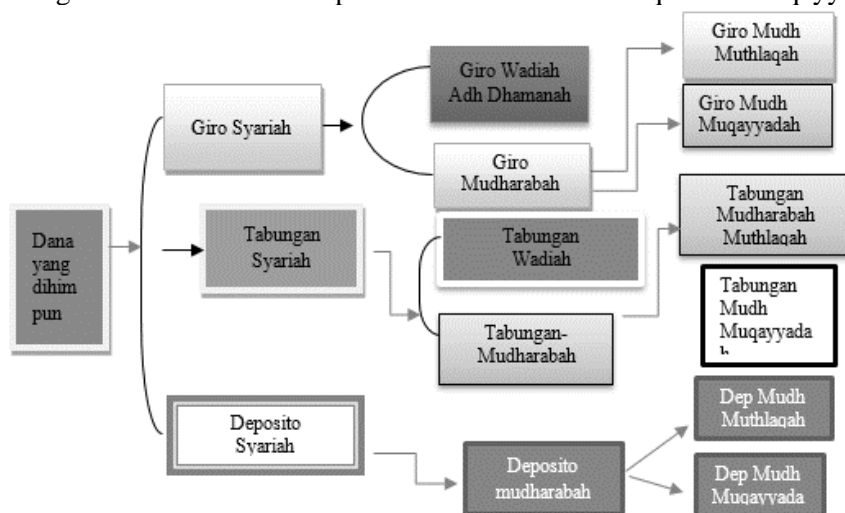 Giro Mudh
Muthlaqah
Giro Wadiah
Adh Dhamanah
Giro Mudh
Muqayyadah
Giro Syariah
Giro
Mudharabah
Tabungan
Mudharabah
Muthlaqah
Dana
yang
dihim
pun
Tabungan
Syariah
Tabungan
Wadiah
Tabungan
Mudh
Muqayyada
h
Tabungan-
Mudharabah
Deposito
Syariah
Dep Mudh
Muthlaqah
Deposito
mudharabah
Dep Mudh
Muqayyada